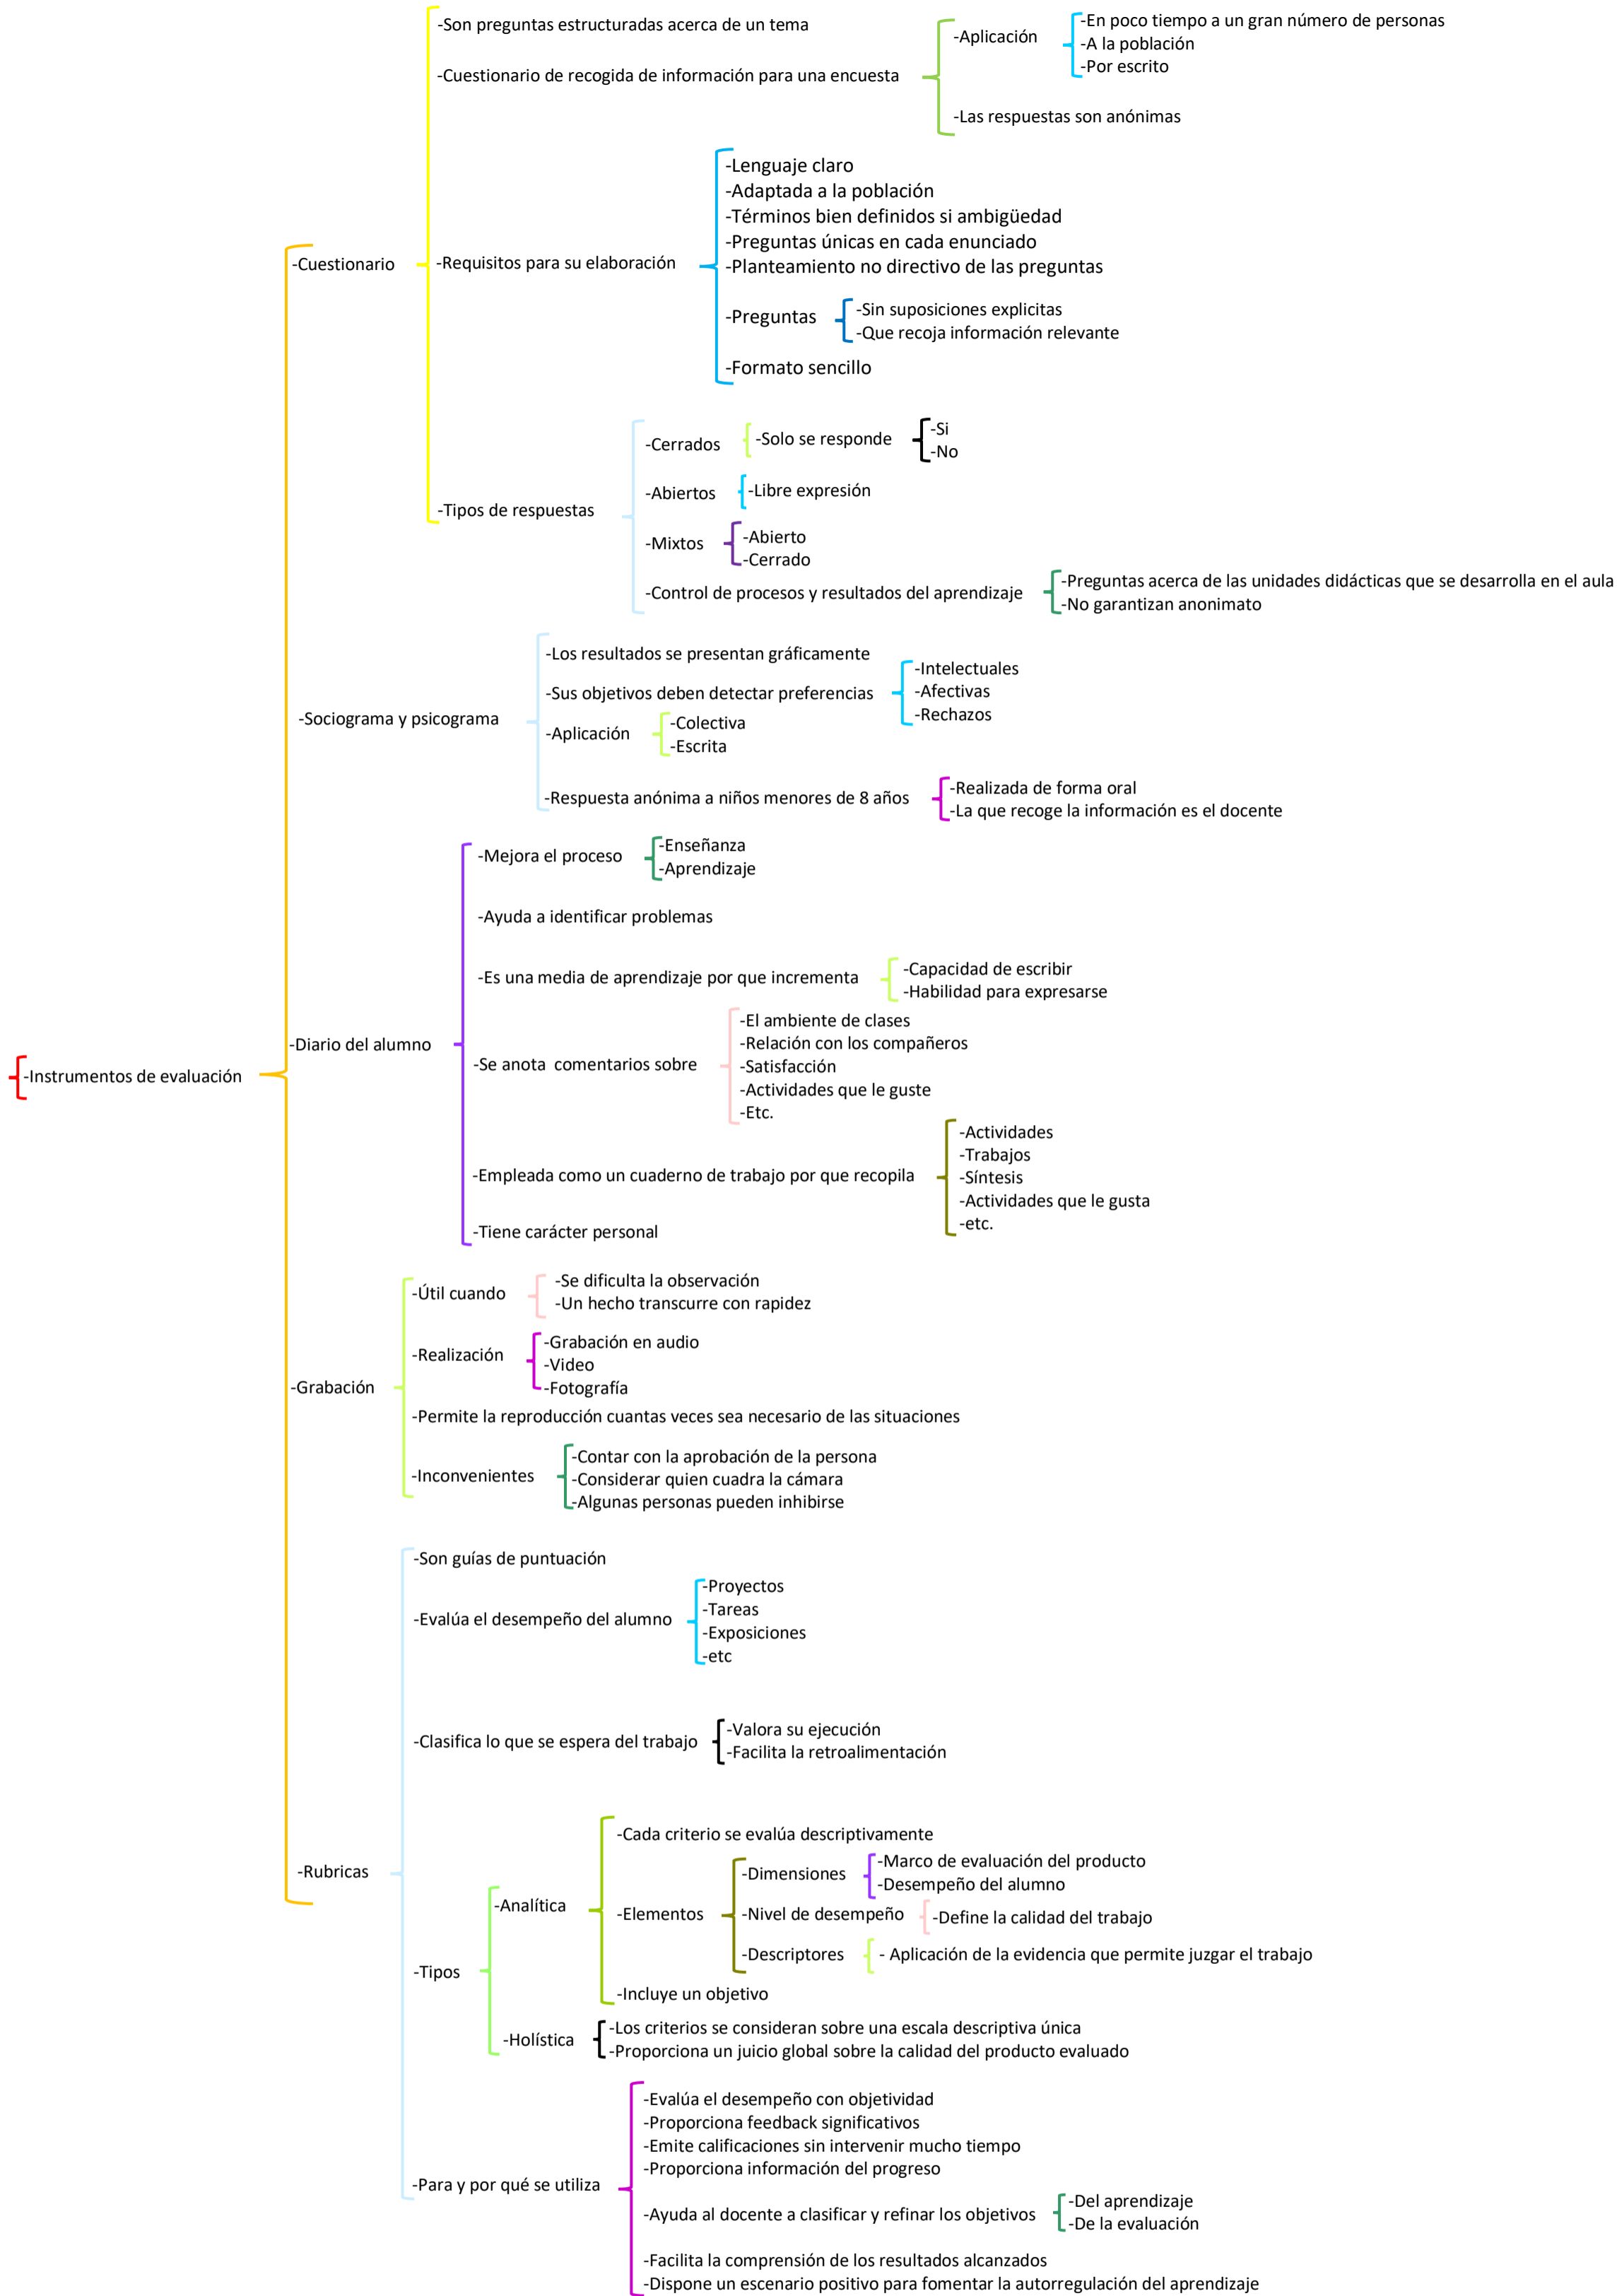 -Instrumentos de evaluación
-Cuestionario
-Son preguntas estructuradas acerca de un tema
-Cuestionario de recogida de información para una encuesta
-Aplicación
-En poco tiempo a un gran número de personas
-A la población
-Por escrito
-Las respuestas son anónimas
-Requisitos para su elaboración
-Lenguaje claro
-Adaptada a la población
-Términos bien definidos si ambigüedad
-Preguntas únicas en cada enunciado
-Planteamiento no directivo de las preguntas
-Preguntas
-Sin suposiciones explicitas
-Que recoja información relevante
-Formato sencillo
-Tipos de respuestas
-Cerrados
-Solo se responde
-Si
-No
-Abiertos
-Libre expresión
-Mixtos
-Abierto
-Cerrado
-Control de procesos y resultados del aprendizaje
-Preguntas acerca de las unidades didácticas que se desarrolla en el aula
-No garantizan anonimato
-Sociograma y psicograma
-Los resultados se presentan gráficamente
-Sus objetivos deben detectar preferencias
-Intelectuales
-Afectivas
-Rechazos
-Aplicación
-Colectiva
-Escrita
-Respuesta anónima a niños menores de 8 años
-Realizada de forma oral
-La que recoge la información es el docente
-Diario del alumno
-Mejora el proceso
-Enseñanza
-Aprendizaje
-Ayuda a identificar problemas
-Es una media de aprendizaje por que incrementa
-Capacidad de escribir
-Habilidad para expresarse
-Se anota  comentarios sobre
-El ambiente de clases
-Relación con los compañeros
-Satisfacción
-Actividades que le guste
-Etc.
-Empleada como un cuaderno de trabajo por que recopila
-Actividades
-Trabajos
-Síntesis
-Actividades que le gusta
-etc.
-Tiene carácter personal
-Grabación
-Útil cuando
-Se dificulta la observación
-Un hecho transcurre con rapidez
-Realización
-Grabación en audio
-Video
-Fotografía
-Permite la reproducción cuantas veces sea necesario de las situaciones
-Inconvenientes
-Contar con la aprobación de la persona
-Considerar quien cuadra la cámara
-Algunas personas pueden inhibirse
-Rubricas
-Son guías de puntuación
-Evalúa el desempeño del alumno
-Proyectos
-Tareas
-Exposiciones
-etc
-Clasifica lo que se espera del trabajo
-Valora su ejecución
-Facilita la retroalimentación
-Tipos
-Analítica
-Cada criterio se evalúa descriptivamente
-Elementos
-Dimensiones
-Marco de evaluación del producto
-Desempeño del alumno
-Nivel de desempeño
-Define la calidad del trabajo
-Descriptores
- Aplicación de la evidencia que permite juzgar el trabajo
-Incluye un objetivo
-Holística
-Los criterios se consideran sobre una escala descriptiva única
-Proporciona un juicio global sobre la calidad del producto evaluado
-Para y por qué se utiliza
-Evalúa el desempeño con objetividad
-Proporciona feedback significativos
-Emite calificaciones sin intervenir mucho tiempo
-Proporciona información del progreso
-Ayuda al docente a clasificar y refinar los objetivos
-Del aprendizaje
-De la evaluación
-Facilita la comprensión de los resultados alcanzados
-Dispone un escenario positivo para fomentar la autorregulación del aprendizaje